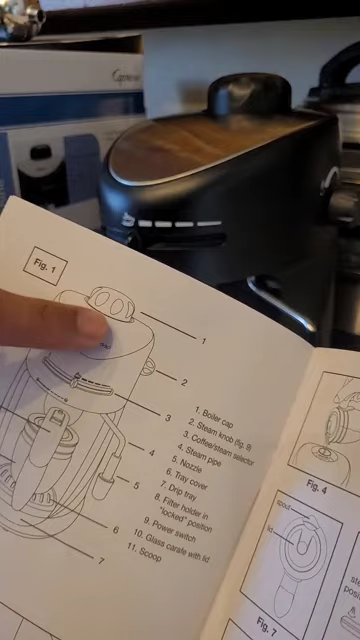 Capresso
Fig. 1
1
2
3
4
5
6
7
1. Boiler cap
2. Steam knob (fig. 9)
3. Coffee/steam selector
4. Steam pipe
5. Nozzle
6. Tray cover
7. Drip tray
8. Filter holder in
"locked" position
9. Power switch
10. Glass carafe with lid
11. Scoop
Fig. 4
spout
lid
Fig. 7